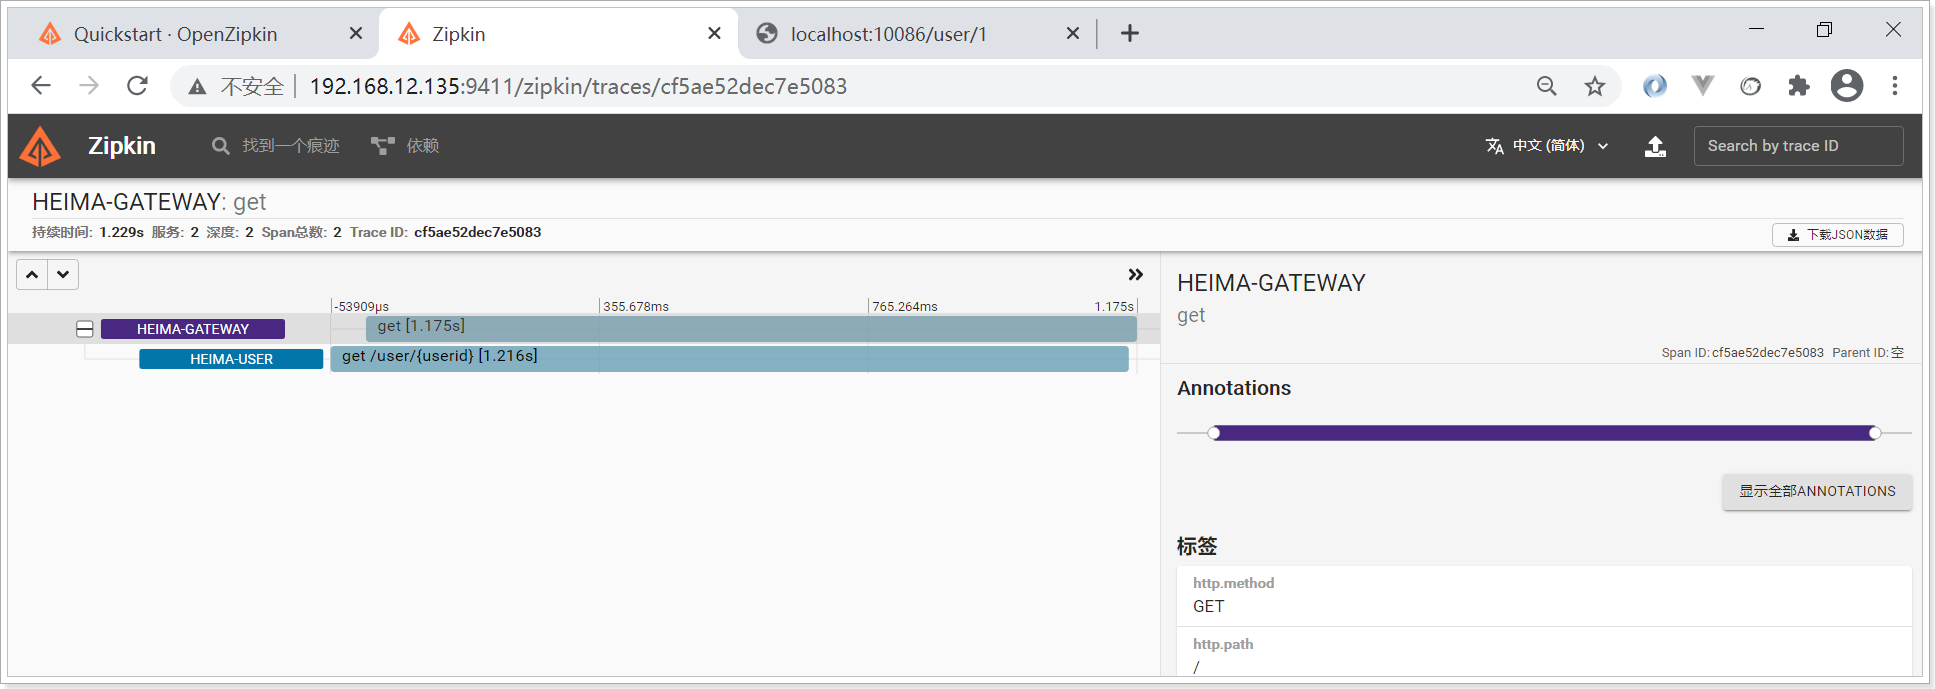 Quickstart · OpenZipkin
Zipkin
localhost:10086/user/1
不安全 192.168.12.135:9411/zipkin/traces/cf5ae52dec7e5083
Zipkin 找到一个痕迹 依赖 中文 (简体) Search by trace ID
HEIMA-GATEWAY: get
持续时间: 1.229s 服务: 2 深度: 2 Span总数: 2 Trace ID: cf5ae52dec7e5083
下载JSON数据
-53909μs 355.678ms 765.264ms 1.175s
HEIMA-GATEWAY get [1.175s]
HEIMA-USER get /user/{userid} [1.216s]
HEIMA-GATEWAY
get
Span ID: cf5ae52dec7e5083 Parent ID: 空
Annotations
显示全部ANNOTATIONS
标签
http.method
GET
http.path
/